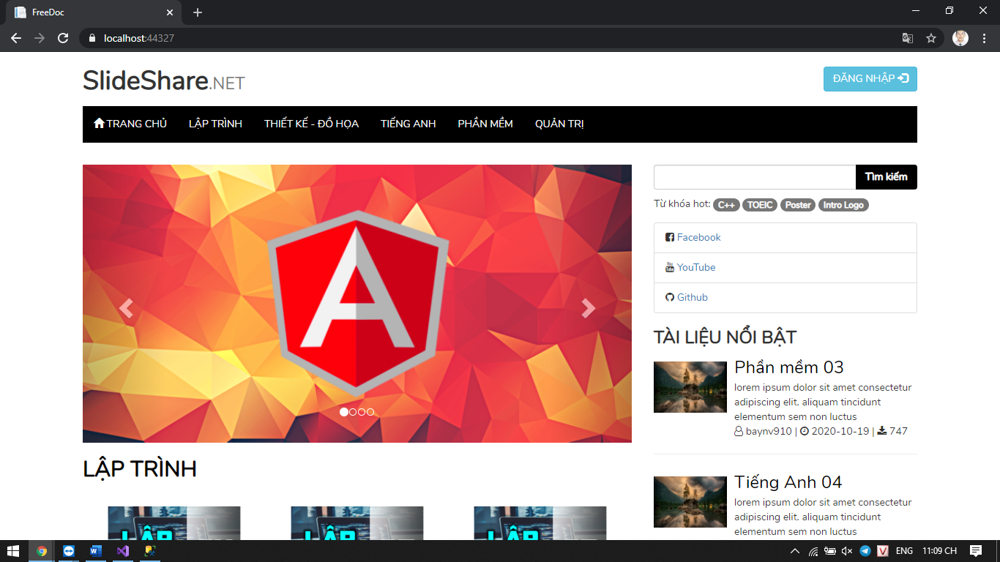 FreeDoc
localhost:44327
SlideShare.NET
ĐĂNG NHẬP
TRANG CHỦ LẬP TRÌNH THIẾT KẾ - ĐỒ HỌA TIẾNG ANH PHẦN MỀM QUẢN TRỊ
Tìm kiếm
Từ khóa hot: C++ TOEIC Poster Intro Logo
Facebook
YouTube
Github
A
TÀI LIỆU NỔI BẬT
Phần mềm 03
lorem ipsum dolor sit amet consectetur
adipiscing elit. aliquam tincidunt
elementum sem non luctus
baynv910 | 2020-10-19 | 747
Tiếng Anh 04
lorem ipsum dolor sit amet consectetur
adipiscing elit. aliquam tincidunt
elementum sem non luctus
LẬP TRÌNH
LẬP
LẬP
LẬP
ENG 11:09 CH